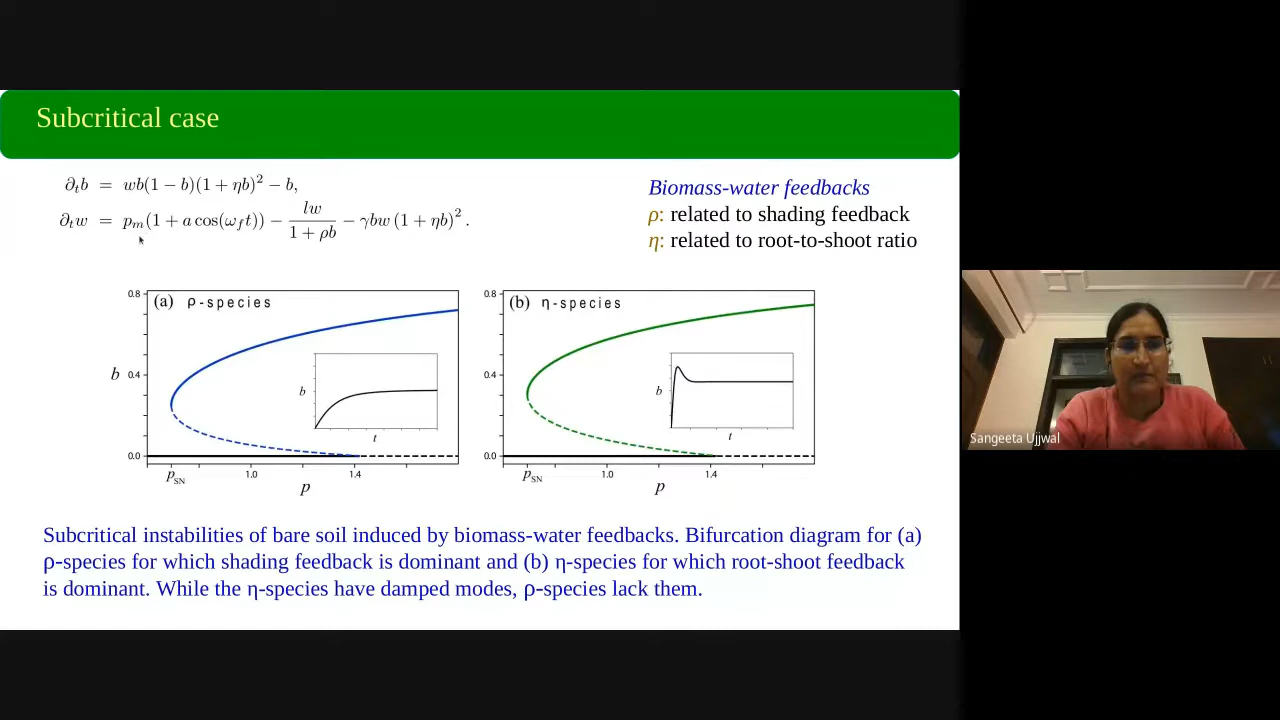 Subcritical case
∂ₜb = wb(1 − b)(1 + ηb)² − b,
∂ₜw = pₘ(1 + a cos(ω_f t)) − lw/(1 + ρb) − γbw (1 + ηb)².
Biomass-water feedbacks
ρ: related to shading feedback
η: related to root-to-shoot ratio
(a) ρ-species
0.8
b
0.4
0.0
b
t
p_SN
1.0
1.4
p
(b) η-species
0.8
0.4
0.0
b
t
p_SN
1.0
1.4
p
Subcritical instabilities of bare soil induced by biomass-water feedbacks. Bifurcation diagram for (a)
ρ-species for which shading feedback is dominant and (b) η-species for which root-shoot feedback
is dominant. While the η-species have damped modes, ρ-species lack them.
Sangeeta Ujjwal